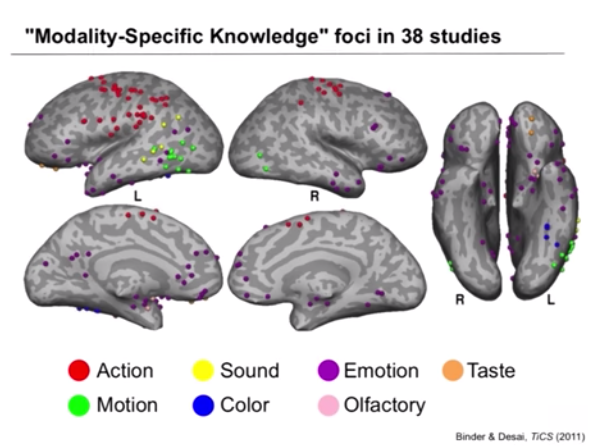 "Modality-Specific Knowledge" foci in 38 studies
L
R
R
L
Action
Sound
Emotion
Taste
Motion
Color
Olfactory
Binder & Desai, TiCS (2011)